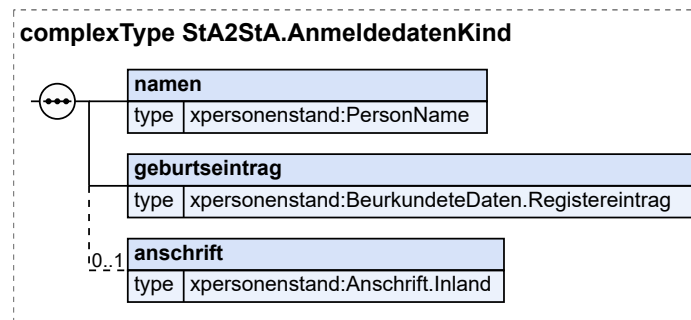 complexType StA2StA.AnmeldedatenKind
namen
type xpersonenstand:PersonName
geburtseintrag
type xpersonenstand:BeurkundeteDaten.Registereintrag
0..1
anschrift
type xpersonenstand:Anschrift.Inland